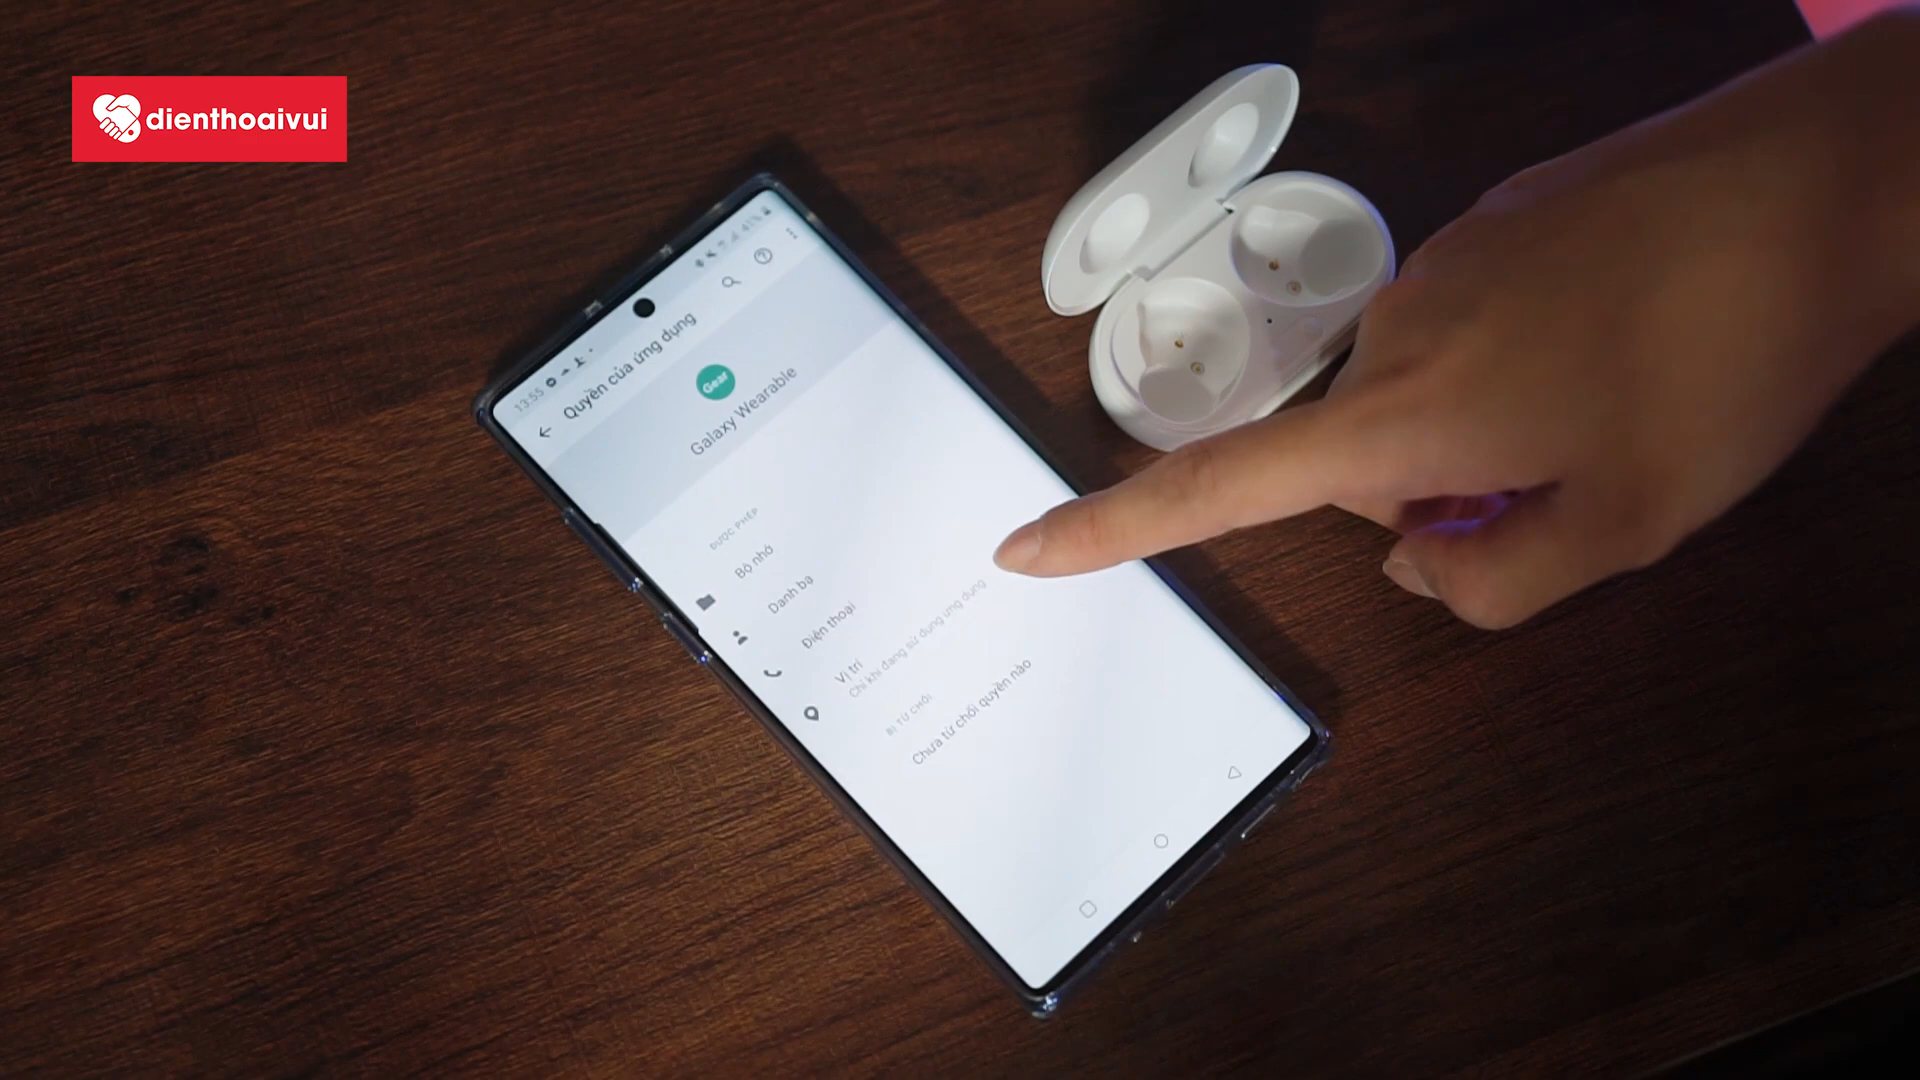 dienthoaivui
13:55
41%
Quyền của ứng dụng
Gear
Galaxy Wearable
ĐƯỢC PHÉP
Bộ nhớ
Danh bạ
Điện thoại
Vị trí
Chỉ khi đang sử dụng ứng dụng
BỊ TỪ CHỐI
Chưa từ chối quyền nào